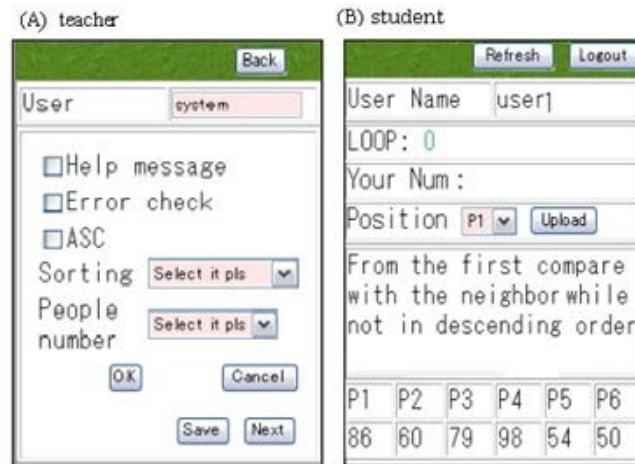 (A) teacher
Back
User system
Help message
Error check
ASC
Sorting Select it pls
People number Select it pls
OK Cancel
Save Next
(B) student
Refresh Logout
User Name user1
LOOP: 0
Your Num:
Position P1 Upload
From the first compare
with the neighbor while
not in descending order
P1 P2 P3 P4 P5 P6
86 60 79 98 54 50